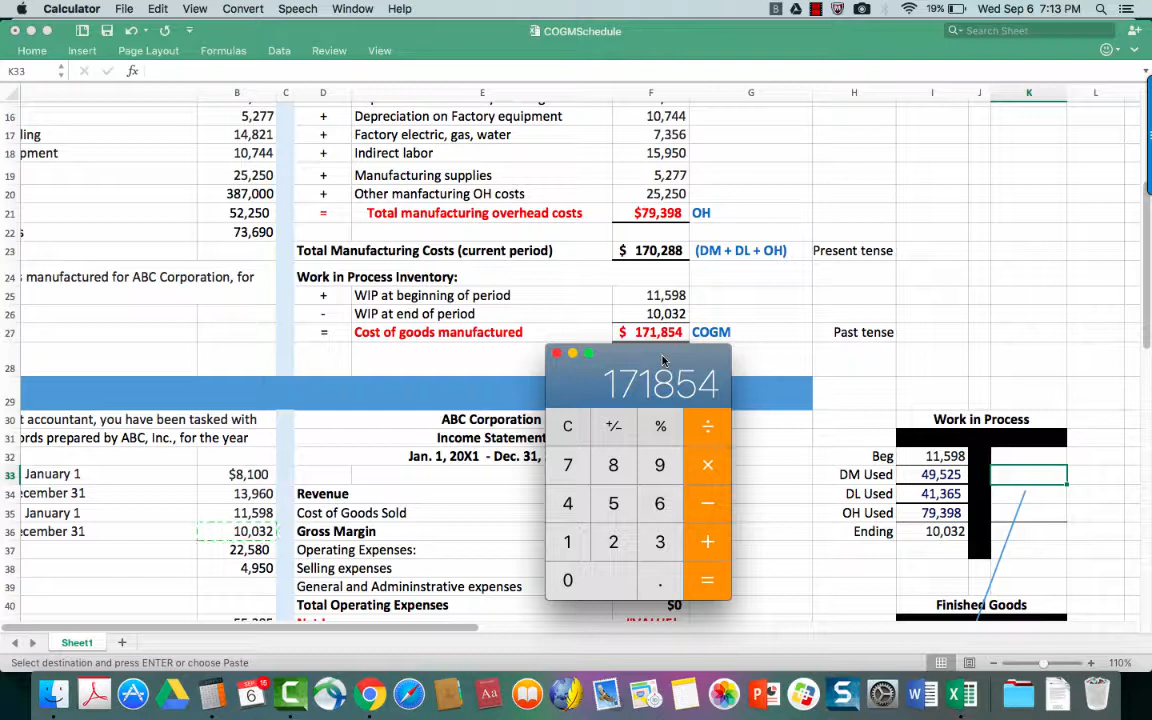 Calculator File Edit View Convert Speech Window Help 19% Wed Sep 6 7:13 PM
COGMSchedule Search Sheet
Home Insert Page Layout Formulas Data Review View
K33 fx
B C D E F G H I J K L
16 5,277 + Depreciation on Factory equipment 10,744
17 ling 14,821 + Factory electric, gas, water 7,356
18 pment 10,744 + Indirect labor 15,950
19 25,250 + Manufacturing supplies 5,277
20 387,000 + Other manfacturing OH costs 25,250
21 52,250 = Total manufacturing overhead costs $79,398 OH
22 73,690
23 Total Manufacturing Costs (current period) $ 170,288 (DM + DL + OH) Present tense
24 s manufactured for ABC Corporation, for Work in Process Inventory:
25 + WIP at beginning of period 11,598
26 - WIP at end of period 10,032
27 = Cost of goods manufactured $ 171,854 COGM Past tense
28
29
30 t accountant, you have been tasked with ABC Corporation Work in Process
31 ords prepared by ABC, Inc., for the year Income Statement
32 Jan. 1, 20X1 - Dec. 31, Beg 11,598
33 January 1 $8,100 DM Used 49,525
34 ecember 31 13,960 Revenue DL Used 41,365
35 January 1 11,598 Cost of Goods Sold OH Used 79,398
36 ecember 31 10,032 Gross Margin Ending 10,032
37 22,580 Operating Expenses:
38 4,950 Selling expenses
39 General and Admininstrative expenses
40 Total Operating Expenses $0 Finished Goods
171854
C +/- % ÷
7 8 9 ×
4 5 6 −
1 2 3 +
0 . =
Sheet1 +
Select destination and press ENTER or choose Paste 110%